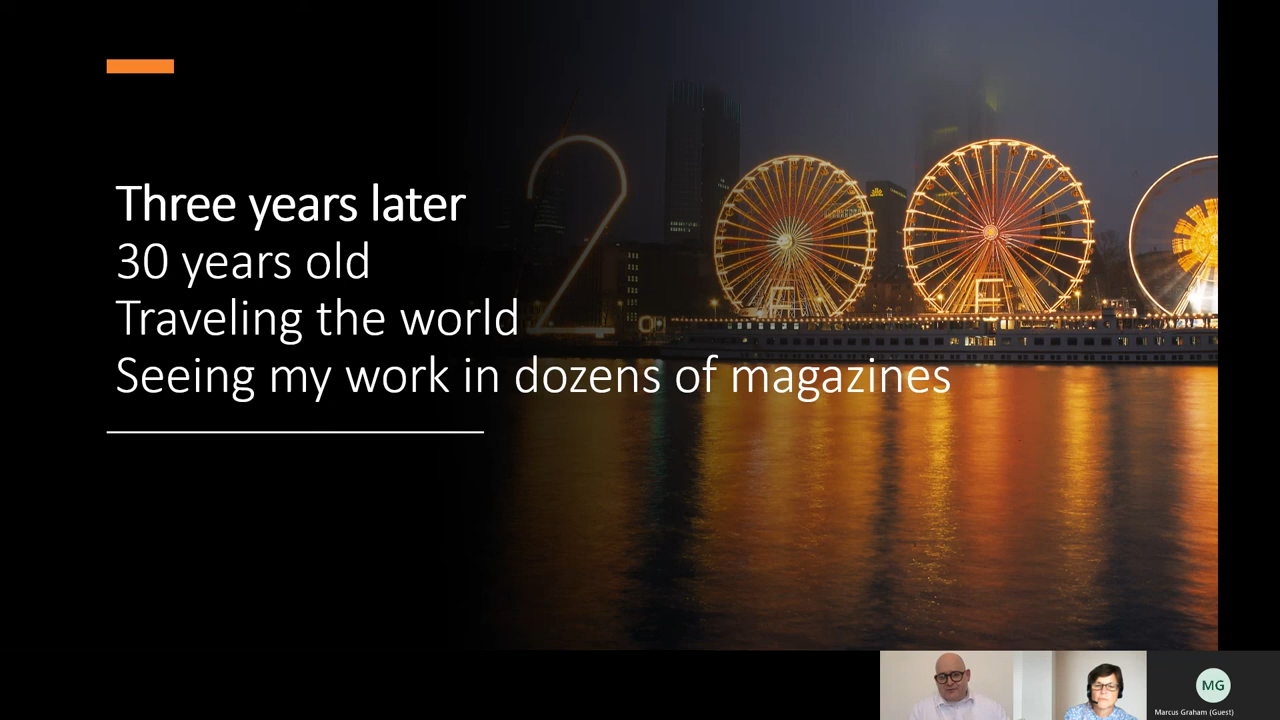 Three years later
30 years old
Traveling the world
Seeing my work in dozens of magazines
MG
Marcus Graham (Guest)